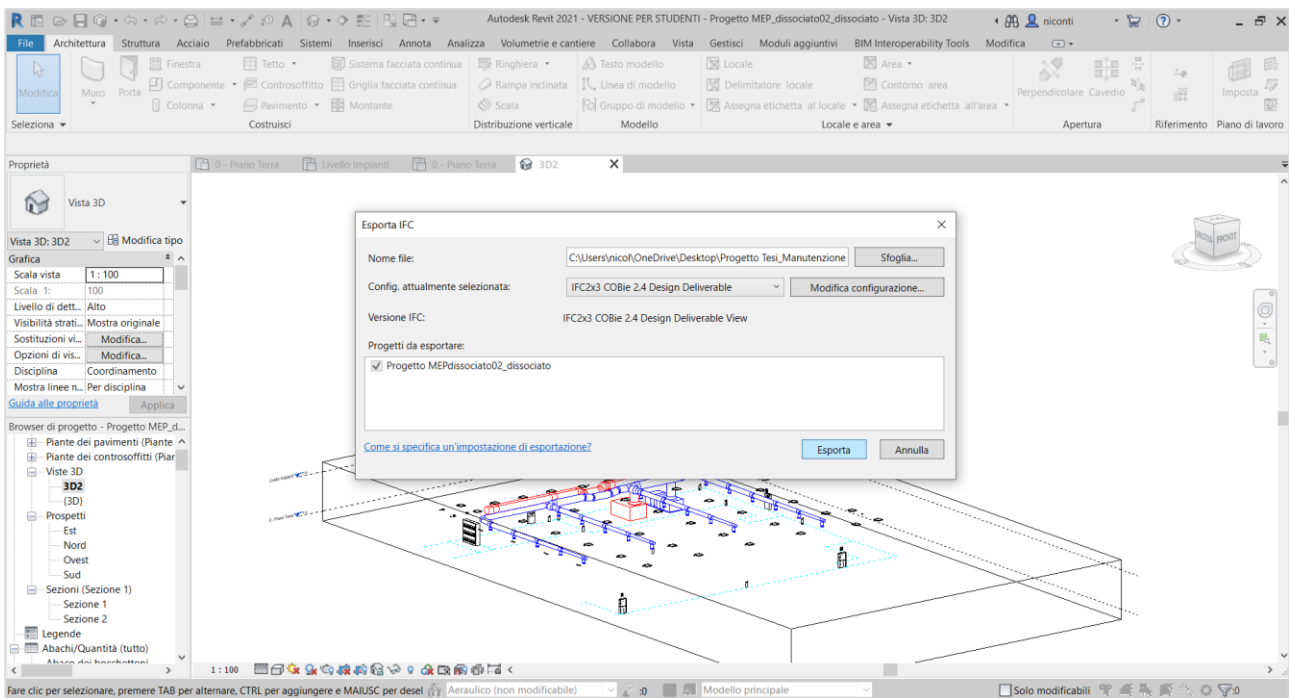 Autodesk Revit 2021 - VERSIONE PER STUDENTI - Progetto MEP_dissociato02_dissociato - Vista 3D: 3D2
niconti
File Architettura Struttura Acciaio Prefabbricati Sistemi Inserisci Annota Analizza Volumetrie e cantiere Collabora Vista Gestisci Moduli aggiuntivi BIM Interoperability Tools Modifica
Finestra Tetto Sistema facciata continua Ringhiera Testo modello Locale Area
Modifica Muro Porta Componente Controsoffitto Griglia facciata continua Rampa inclinata Linea di modello Delimitatore locale Contorno area Perpendicolare Cavedio Imposta
Colonna Pavimento Montante Scala Gruppo di modello Assegna etichetta al locale Assegna etichetta all'area
Seleziona Costruisci Distribuzione verticale Modello Locale e area Apertura Riferimento Piano di lavoro
Proprietà
0 - Piano Terra Livello Impianti 0 - Piano Terra 3D2
Vista 3D
Vista 3D: 3D2 Modifica tipo
Grafica
Scala vista 1 : 100
Scala 1: 100
Livello di dett... Alto
Visibilità strati... Mostra originale
Sostituzioni vi... Modifica...
Opzioni di vis... Modifica...
Disciplina Coordinamento
Mostra linee n... Per disciplina
Guida alle proprietà Applica
Browser di progetto - Progetto MEP_d...
Piante dei pavimenti (Piante
Piante dei controsoffitti (Piar
Viste 3D
3D2
{3D}
Prospetti
Est
Nord
Ovest
Sud
Sezioni (Sezione 1)
Sezione 1
Sezione 2
Legende
Abachi/Quantità (tutto)
Abaco dei bocchettoni
Esporta IFC
Nome file: C:\Users\nicol\OneDrive\Desktop\Progetto Tesi_Manutenzione Sfoglia...
Config. attualmente selezionata: IFC2x3 COBie 2.4 Design Deliverable Modifica configurazione...
Versione IFC: IFC2x3 COBie 2.4 Design Deliverable View
Progetti da esportare:
Progetto MEPdissociato02_dissociato
Come si specifica un'impostazione di esportazione?
Esporta Annulla
FRONTE
1 : 100
Fare clic per selezionare, premere TAB per alternare, CTRL per aggiungere e MAIUSC per desel Aeraulico (non modificabile) :0 Modello principale Solo modificabili :0